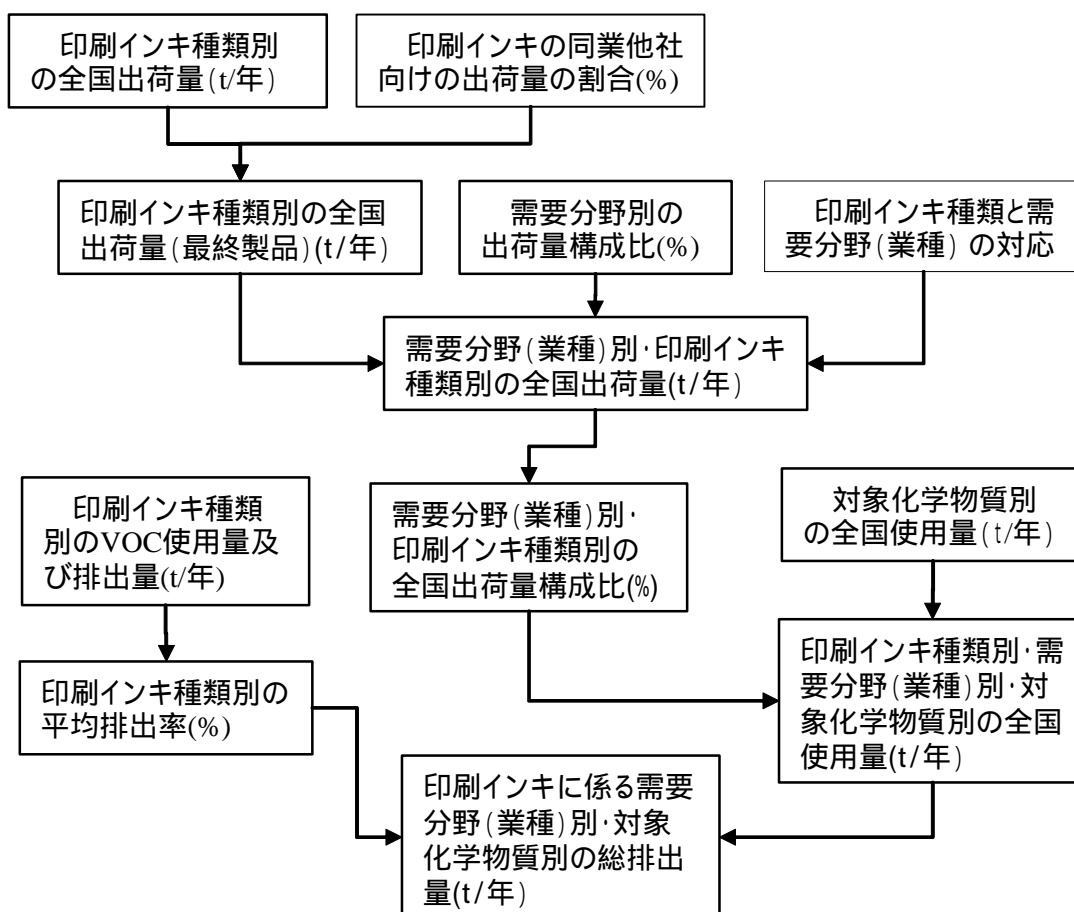 印刷インキ種類別
の全国出荷量(t/年)
印刷インキの同業他社
向けの出荷量の割合(%)
印刷インキ種類別の全国
出荷量(最終製品)(t/年)
需要分野別の
出荷量構成比(%)
印刷インキ種類と需
要分野(業種)の対応
需要分野(業種)別・印刷インキ
種類別の全国出荷量(t/年)
印刷インキ種類
別のVOC使用量及
び排出量(t/年)
需要分野(業種)別・
印刷インキ種類別の
全国出荷量構成比(%)
対象化学物質別
の全国使用量(t/年)
印刷インキ種類別の
平均排出率(%)
印刷インキ種類別・需
要分野(業種)別・対
象化学物質別の全国
使用量(t/年)
印刷インキに係る需要
分野(業種)別・対象
化学物質別の総排出
量(t/年)